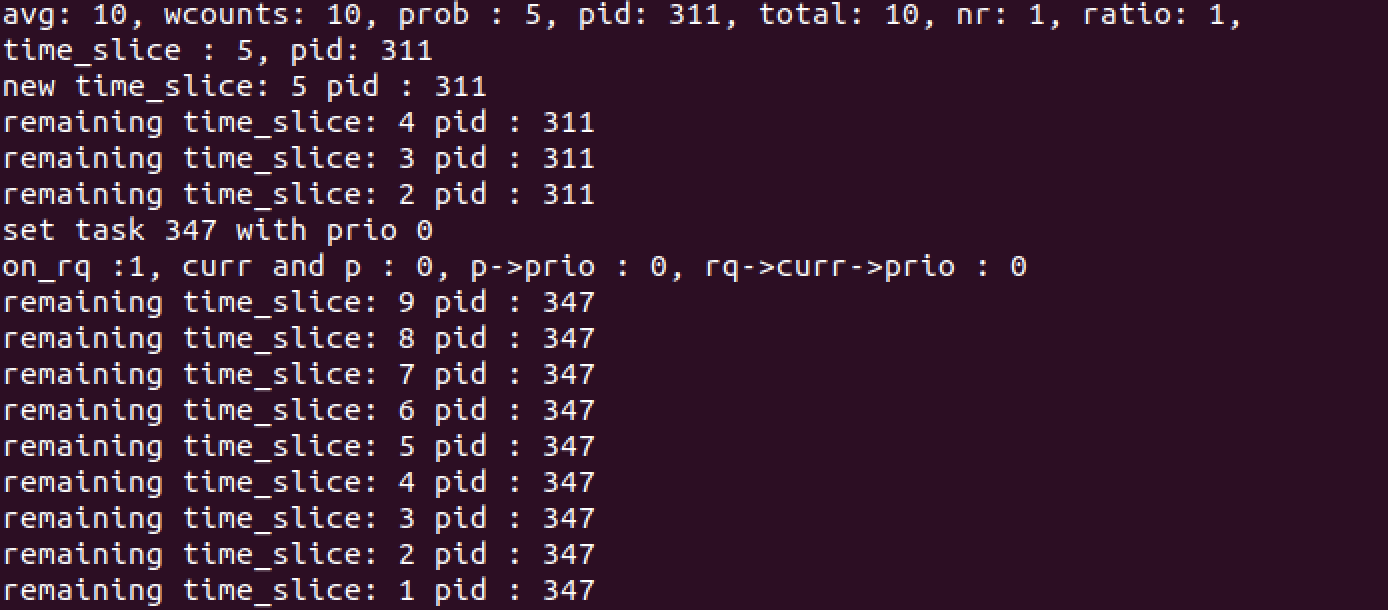 avg: 10, wcounts: 10, prob : 5, pid: 311, total: 10, nr: 1, ratio: 1,
time_slice : 5, pid: 311
new time_slice: 5 pid : 311
remaining time_slice: 4 pid : 311
remaining time_slice: 3 pid : 311
remaining time_slice: 2 pid : 311
set task 347 with prio 0
on_rq :1, curr and p : 0, p->prio : 0, rq->curr->prio : 0
remaining time_slice: 9 pid : 347
remaining time_slice: 8 pid : 347
remaining time_slice: 7 pid : 347
remaining time_slice: 6 pid : 347
remaining time_slice: 5 pid : 347
remaining time_slice: 4 pid : 347
remaining time_slice: 3 pid : 347
remaining time_slice: 2 pid : 347
remaining time_slice: 1 pid : 347